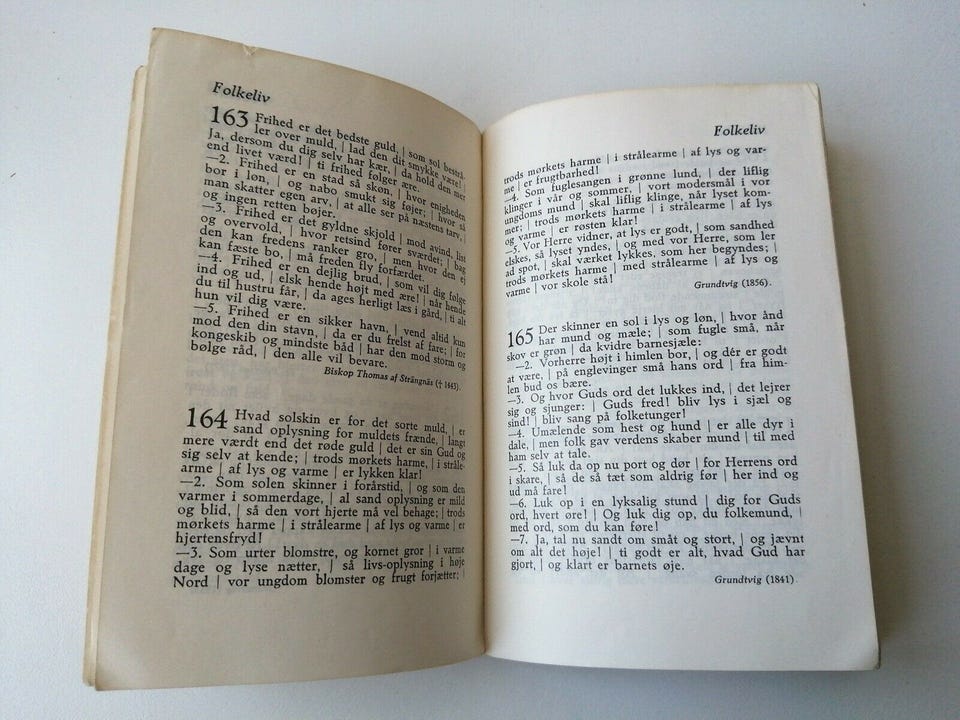 Folkeliv
163 Frihed er det bedste guld, | som sol bestrå-
ler over muld, | lad den dit smykke være! |
Ja, dersom du dig selv har kær, | da hold den mer
end livet værd! | ti frihed følger ære.
—2. Frihed er en stad så skøn, | hvor enigheden
bor i løn, | og nabo smukt sig føjer; | hvor så
man skatter egen arv, | at alle ser på næstens tarv, |
og ingen retten bøjer.
—3. Frihed er det gyldne skjold | mod avind, list
og overvold, | hvor retsind fører sværdet; | bag
den kan fredens ranker gro, | men hvor den ej
kan fæste bo, | må freden fly forfærdet.
—4. Frihed er en dejlig brud, | som vil dig følge
ind og ud, | elsk hende højt med ære! | når hende
du til hustru får, | da ages herligt læs i gård, | ti alt
hun vil dig være.
—5. Frihed er en sikker havn, | vend altid kun
mod den din stavn, | da er du frelst af fare; | for
kongeskib og mindste båd | har den mod storm og
bølge råd, | den alle vil bevare.
Biskop Thomas af Strängnäs († 1443).
164 Hvad solskin er for det sorte muld, | er
sand oplysning for muldets frænde, | langt
mere værdt end det røde guld | det er sin Gud og
sig selv at kende; | trods mørkets harme, | i stråle-
arme | af lys og varme | er lykken klar!
—2. Som solen skinner i forårstid, | og som den
varmer i sommerdage, | al sand oplysning er mild
og blid, | så den vort hjerte må vel behage; | trods
mørkets harme | i strålearme | af lys og varme | er
hjertensfryd!
—3. Som urter blomstre, og kornet gror | i varme
dage og lyse nætter, | så livs-oplysning i høje
Nord | vor ungdom blomster og frugt forjætter; |
Folkeliv
trods mørkets harme | i strålearme | af lys og var-
me | er frugtbarhed!
—4. Som fuglesangen i grønne lund, | der liflig
klinger i vår og sommer, | vort modersmål i vor
ungdoms mund | skal liflig klinge, når lyset kom-
mer; | trods mørkets harme | i strålearme | af lys
og varme | er røsten klar!
—5. Vor Herre vidner, at lys er godt, | som sandhed
elskes, så lyset yndes, | og med vor Herre, som ler
ad spot, | skal værket lykkes, som her begyndes; |
trods mørkets harme | med strålearme | af lys og
varme | vor skole stå!
Grundtvig (1856).
165 Der skinner en sol i lys og løn, | hvor ånd
har mund og mæle; | som fugle små, når
skov er grøn | da kvidre barnesjæle:
—2. Vorherre højt i himlen bor, | og dér er godt
at være, | på englevinger små hans ord | fra him-
len bud os bære.
—3. Og hvor Guds ord det lukkes ind, | det lejrer
sig og sjunger: | Guds fred! bliv lys i sjæl og
sind! | bliv sang på folketunger!
—4. Umælende som hest og hund | er alle dyr i
dale, | men folk gav verdens skaber mund | til med
ham selv at tale.
—5. Så luk da op nu port og dør | for Herrens ord
i skare, | så de så tæt som aldrig før | her ind og
ud må fare!
—6. Luk op i en lyksalig stund | dig for Guds
ord, hvert øre! | Og luk dig op, du folkemund, |
med ord, som du kan føre!
—7. Ja, tal nu sandt om småt og stort, | og jævnt
om alt det høje! | ti godt er alt, hvad Gud har
gjort, | og klart er barnets øje.
Grundtvig (1841).